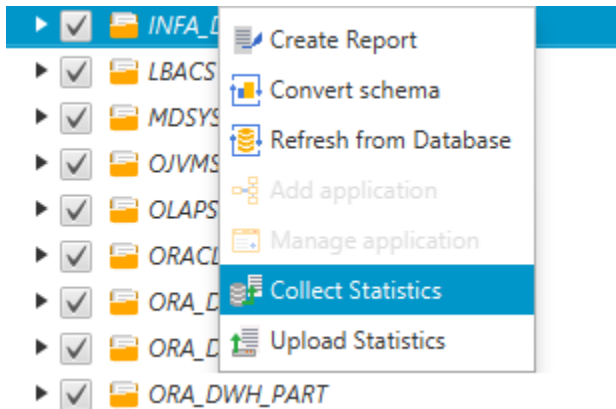 INFA_D
LBACS
MDSYS
OJVMS
OLAPS
ORACL
ORA_D
ORA_D
ORA_DWH_PART
Create Report
Convert schema
Refresh from Database
Add application
Manage application
Collect Statistics
Upload Statistics